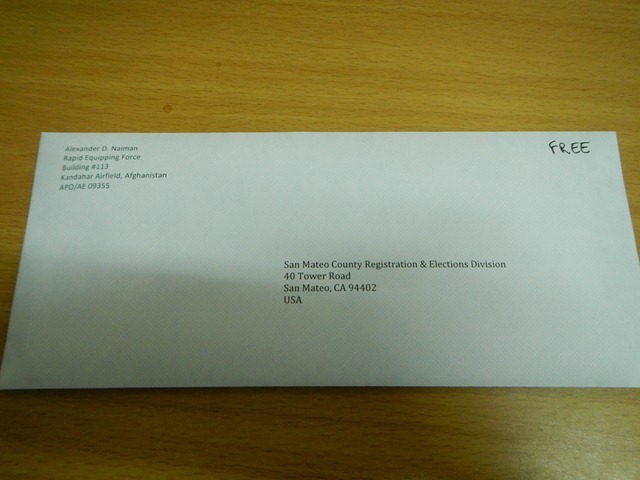 Alexander D. Naiman
Rapid Equipping Force
Building #113
Kandahar Airfield, Afghanistan
APO/AE 09355
FREE
San Mateo County Registration & Elections Division
40 Tower Road
San Mateo, CA 94402
USA